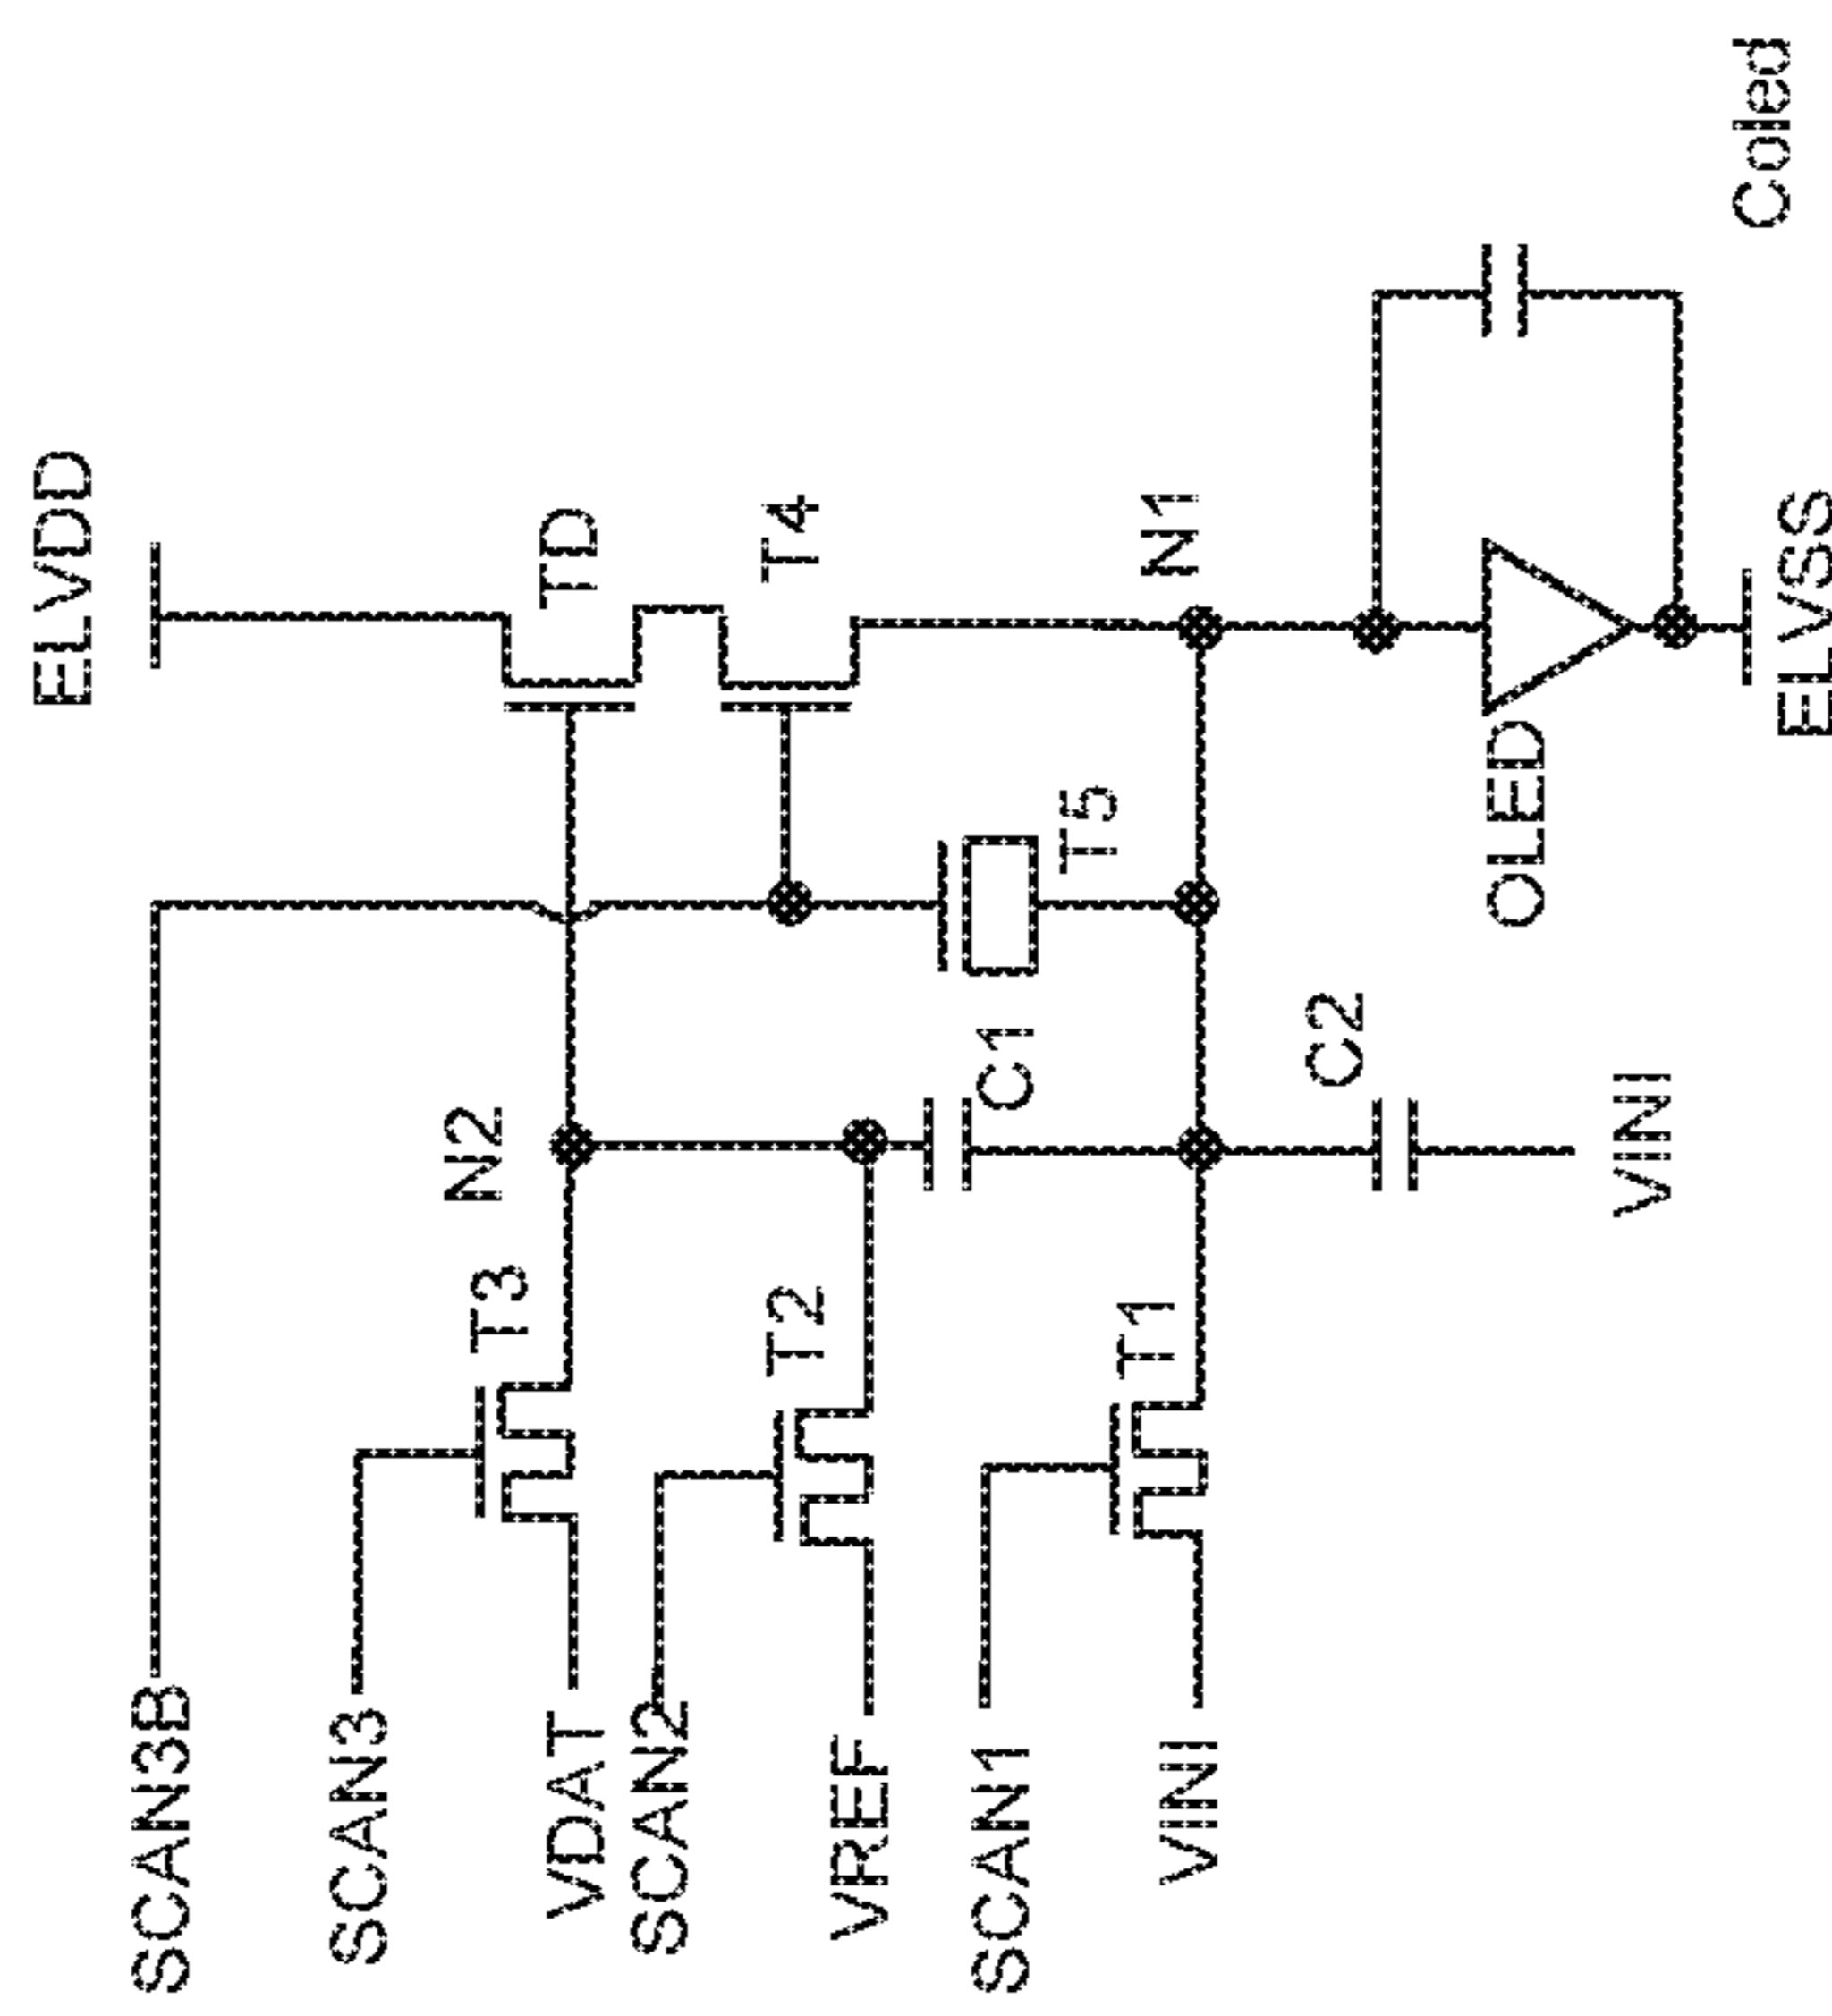 ELVDD
SCAN3B
SCAN3
T3
N2
TD
VDAT
SCAN2
T2
T4
VREF
SCAN1
C1
T5
T1
N1
VINI
C2
OLED
VINI
Coled
ELVSS